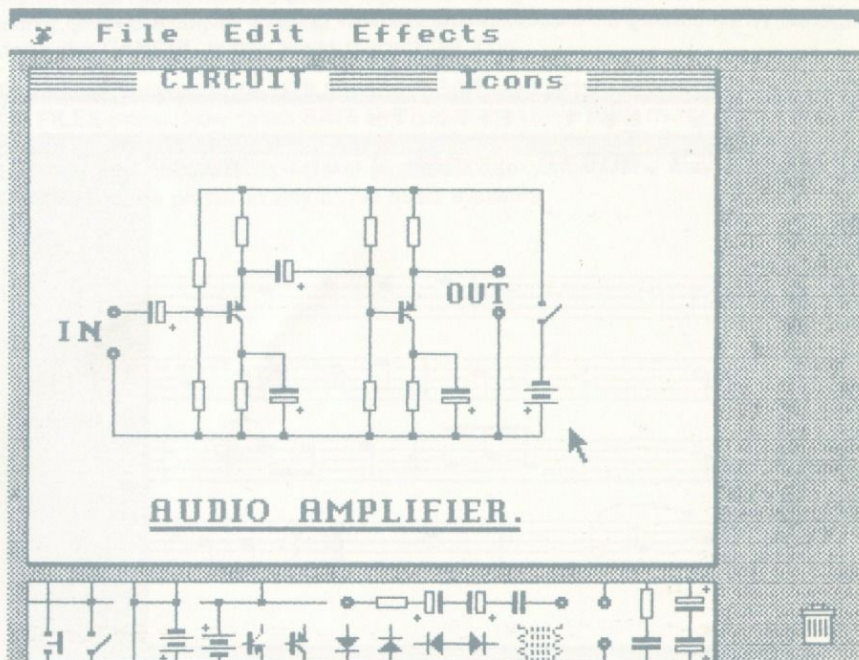 File Edit Effects
CIRCUIT Icons
OUT
IN
AUDIO AMPLIFIER.